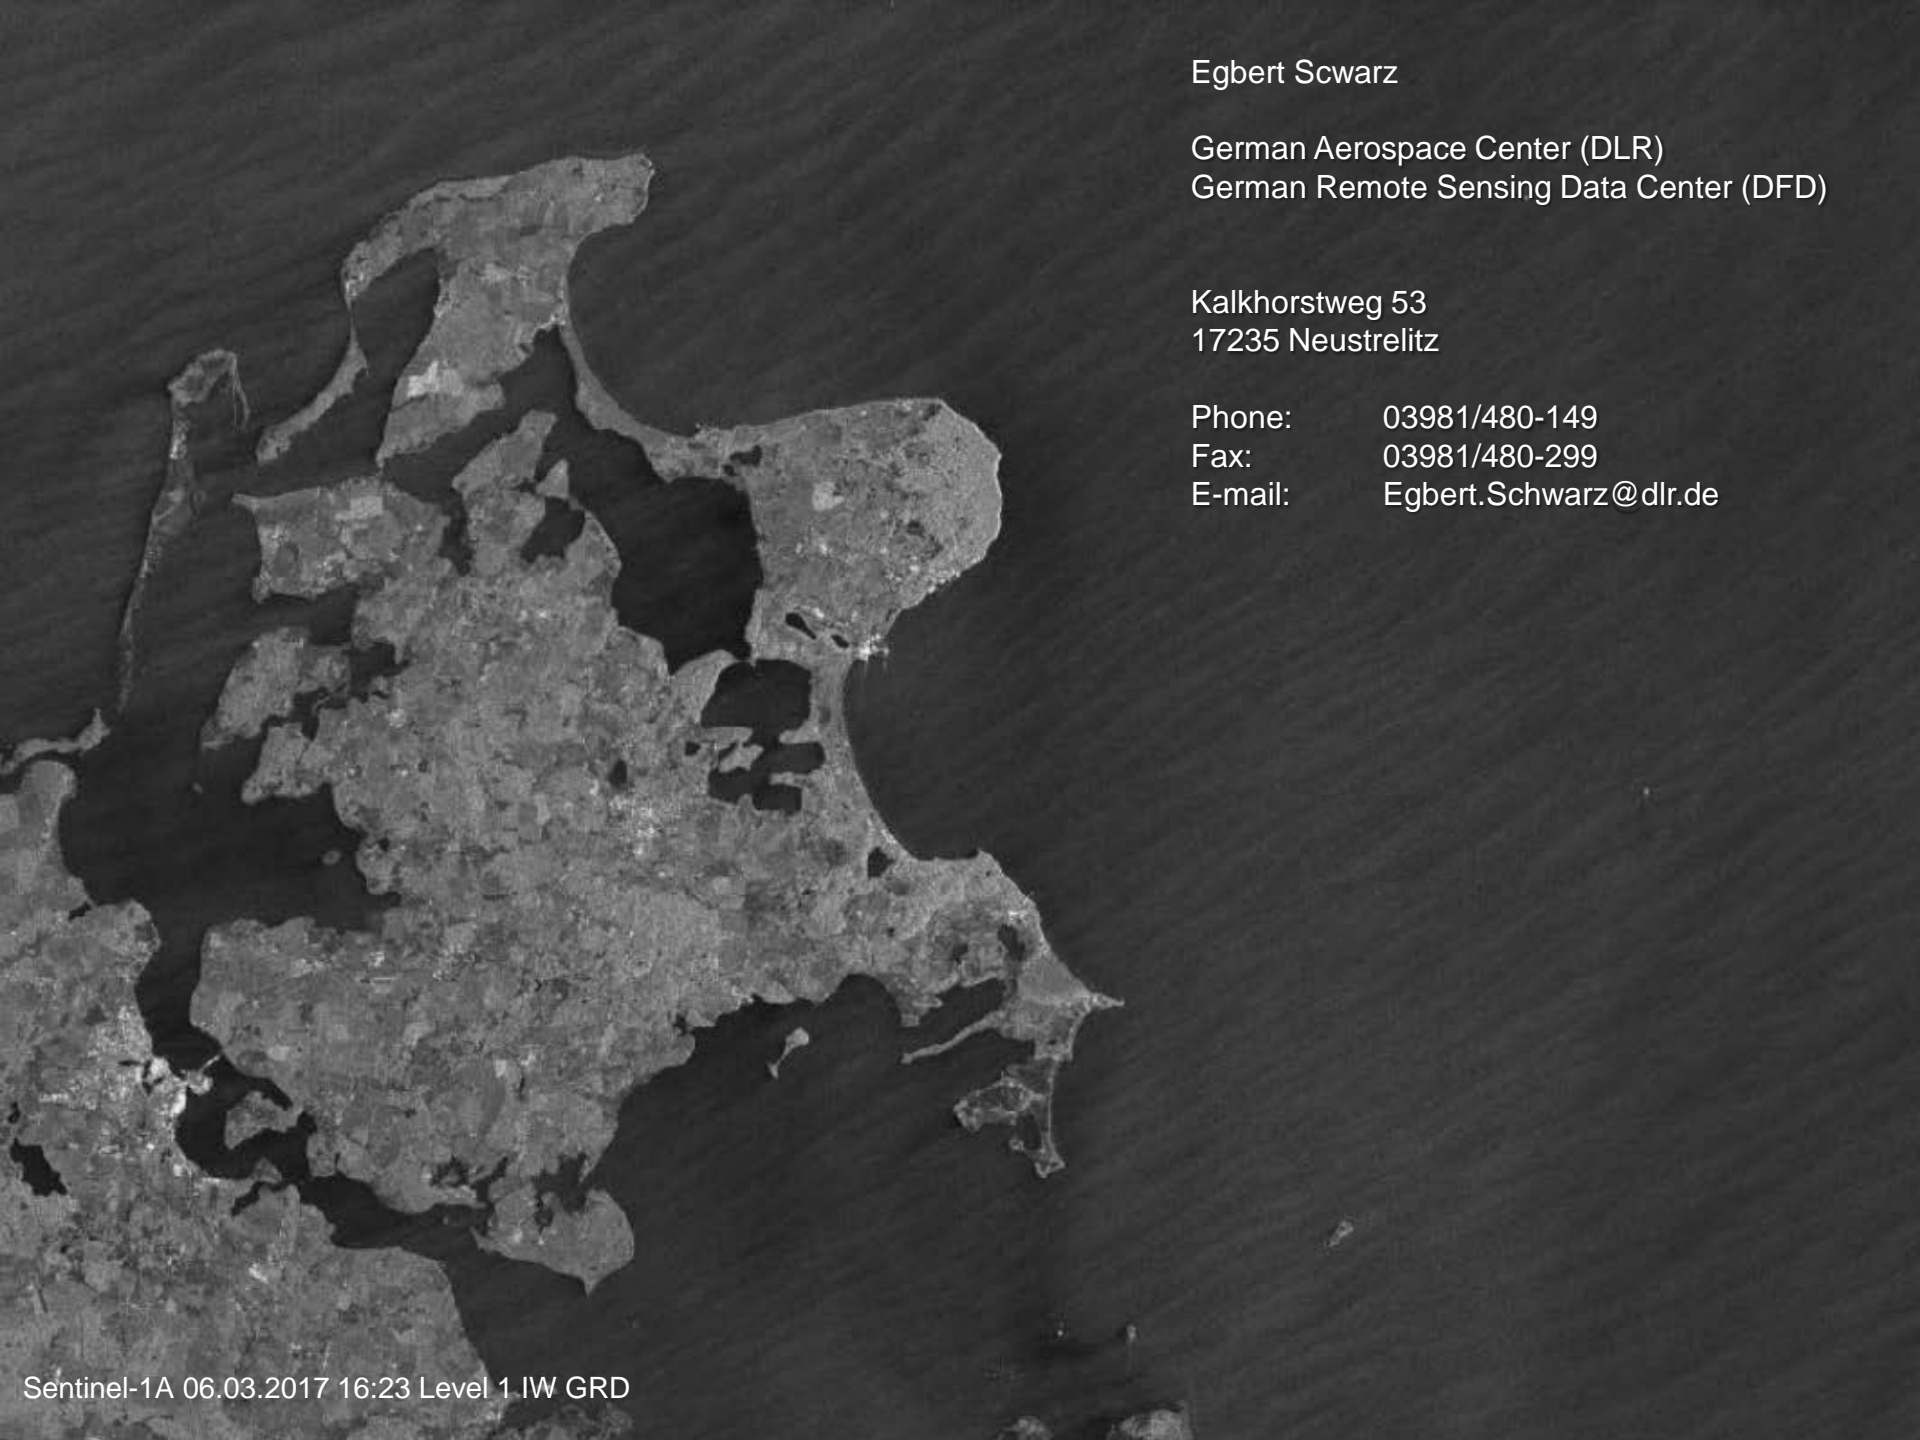 Egbert Scwarz
German Aerospace Center (DLR)
German Remote Sensing Data Center (DFD)
Kalkhorstweg 53
17235 Neustrelitz
Phone: 03981/480-149
Fax: 03981/480-299
E-mail: Egbert.Schwarz@dlr.de
Sentinel-1A 06.03.2017 16:23 Level 1 IW GRD